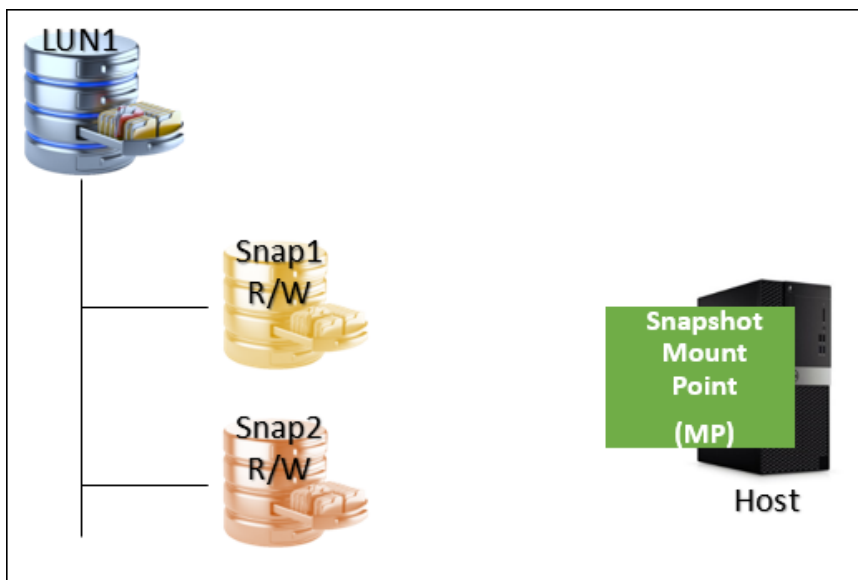 LUN1
Snap1
R/W
Snapshot
Mount
Point
(MP)
Snap2
R/W
Host